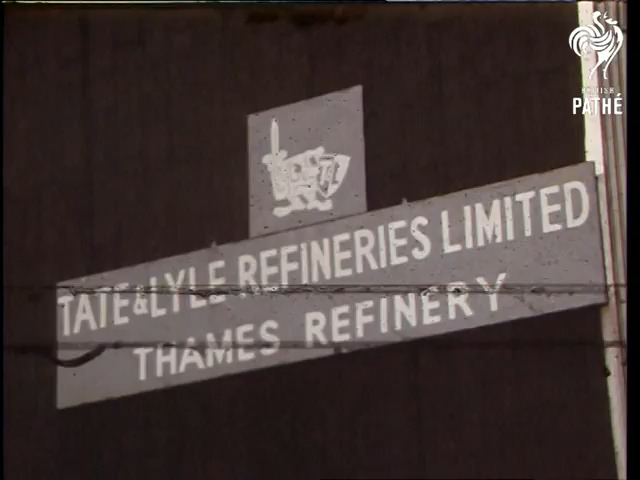 BRITISH
PATHÉ
TATE & LYLE REFINERIES LIMITED
THAMES REFINERY